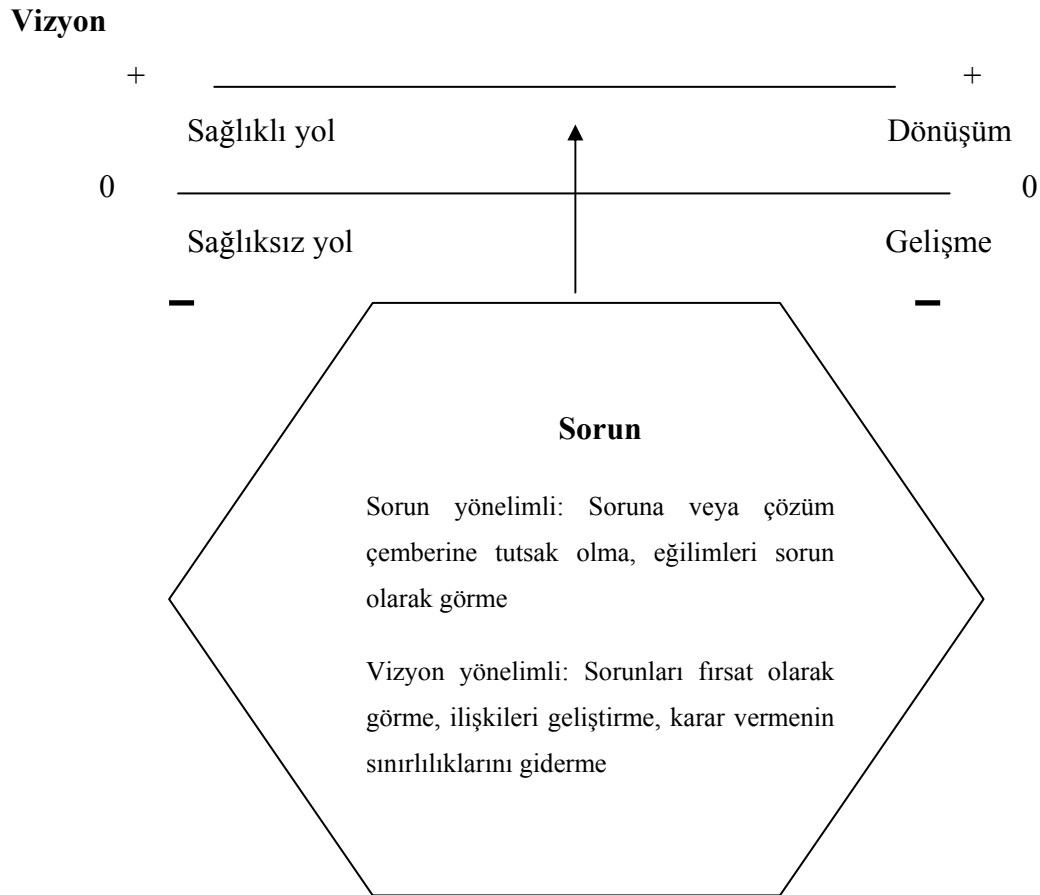 Vizyon
+ +
Sağlıklı yol Dönüşüm
0 0
Sağlıksız yol Gelişme
- -
Sorun
Sorun yönelimli: Soruna veya çözüm
çemberine tutsak olma, eğilimleri sorun
olarak görme
Vizyon yönelimli: Sorunları fırsat olarak
görme, ilişkileri geliştirme, karar vermenin
sınırlılıklarını giderme